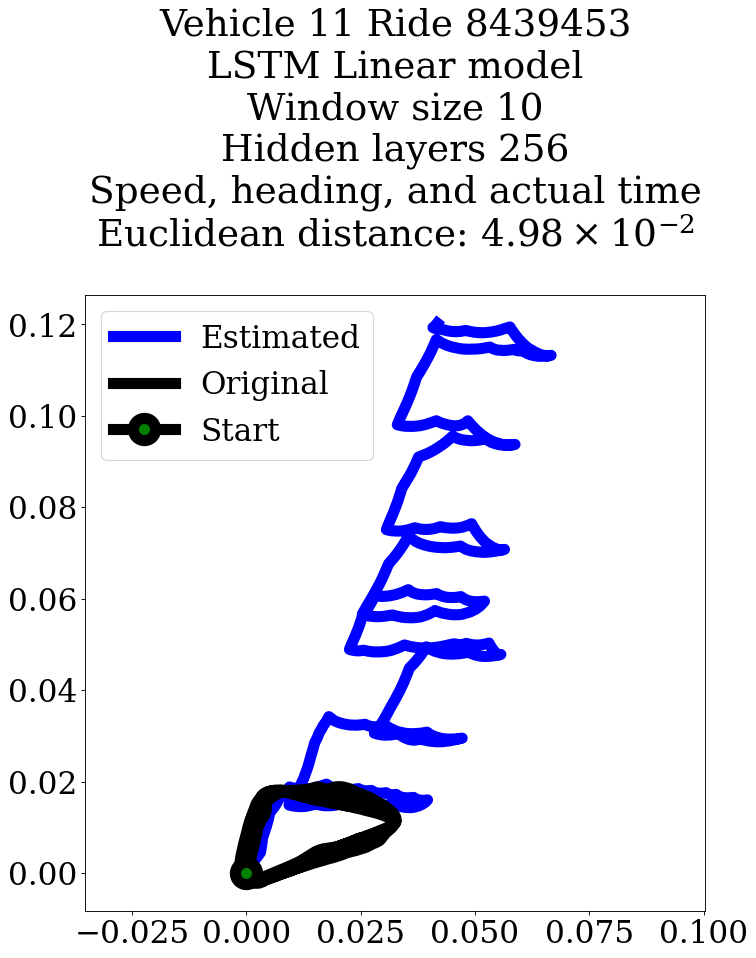 Vehicle 11 Ride 8439453
LSTM Linear model
Window size 10
Hidden layers 256
Speed, heading, and actual time
Euclidean distance: 4.98 × 10⁻²
Estimated
Original
Start
0.12
0.10
0.08
0.06
0.04
0.02
0.00
−0.025 0.000 0.025 0.050 0.075 0.100